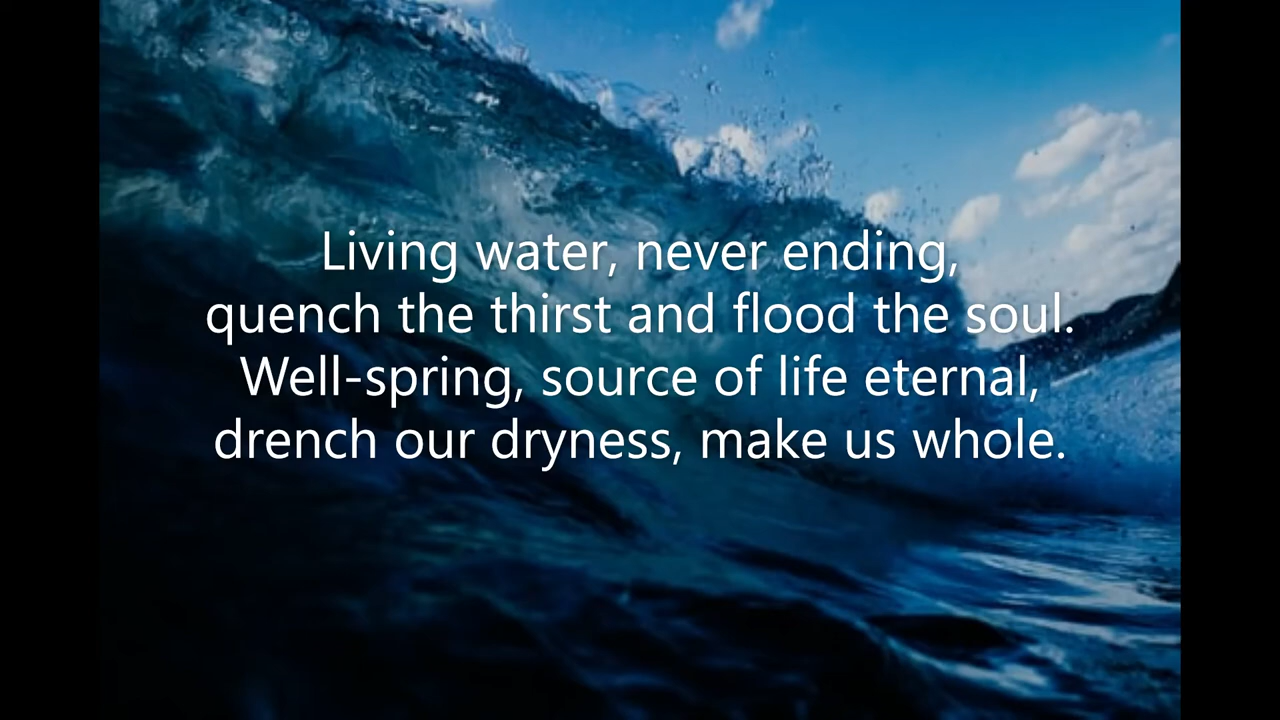 Living water, never ending,
quench the thirst and flood the soul.
Well-spring, source of life eternal,
drench our dryness, make us whole.